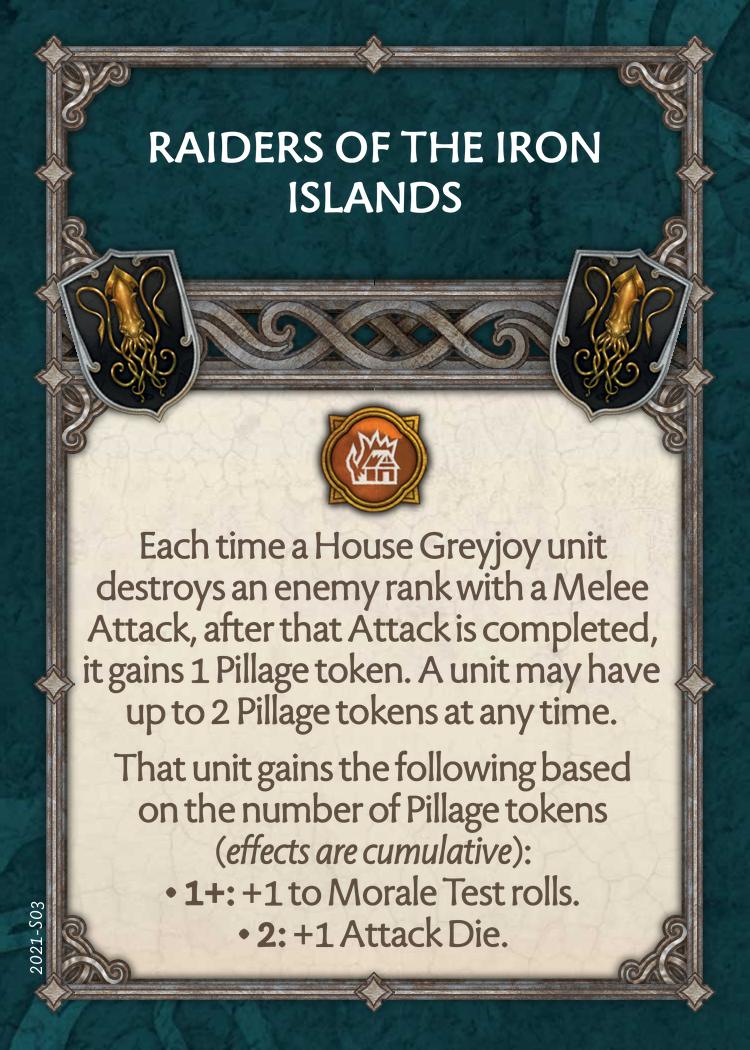 RAIDERS OF THE IRON
ISLANDS
Each time a House Greyjoy unit
destroys an enemy rank with a Melee
Attack, after that Attack is completed,
it gains 1 Pillage token. A unit may have
up to 2 Pillage tokens at any time.
That unit gains the following based
on the number of Pillage tokens
(effects are cumulative):
• 1+: +1 to Morale Test rolls.
• 2: +1 Attack Die.
2021-S03